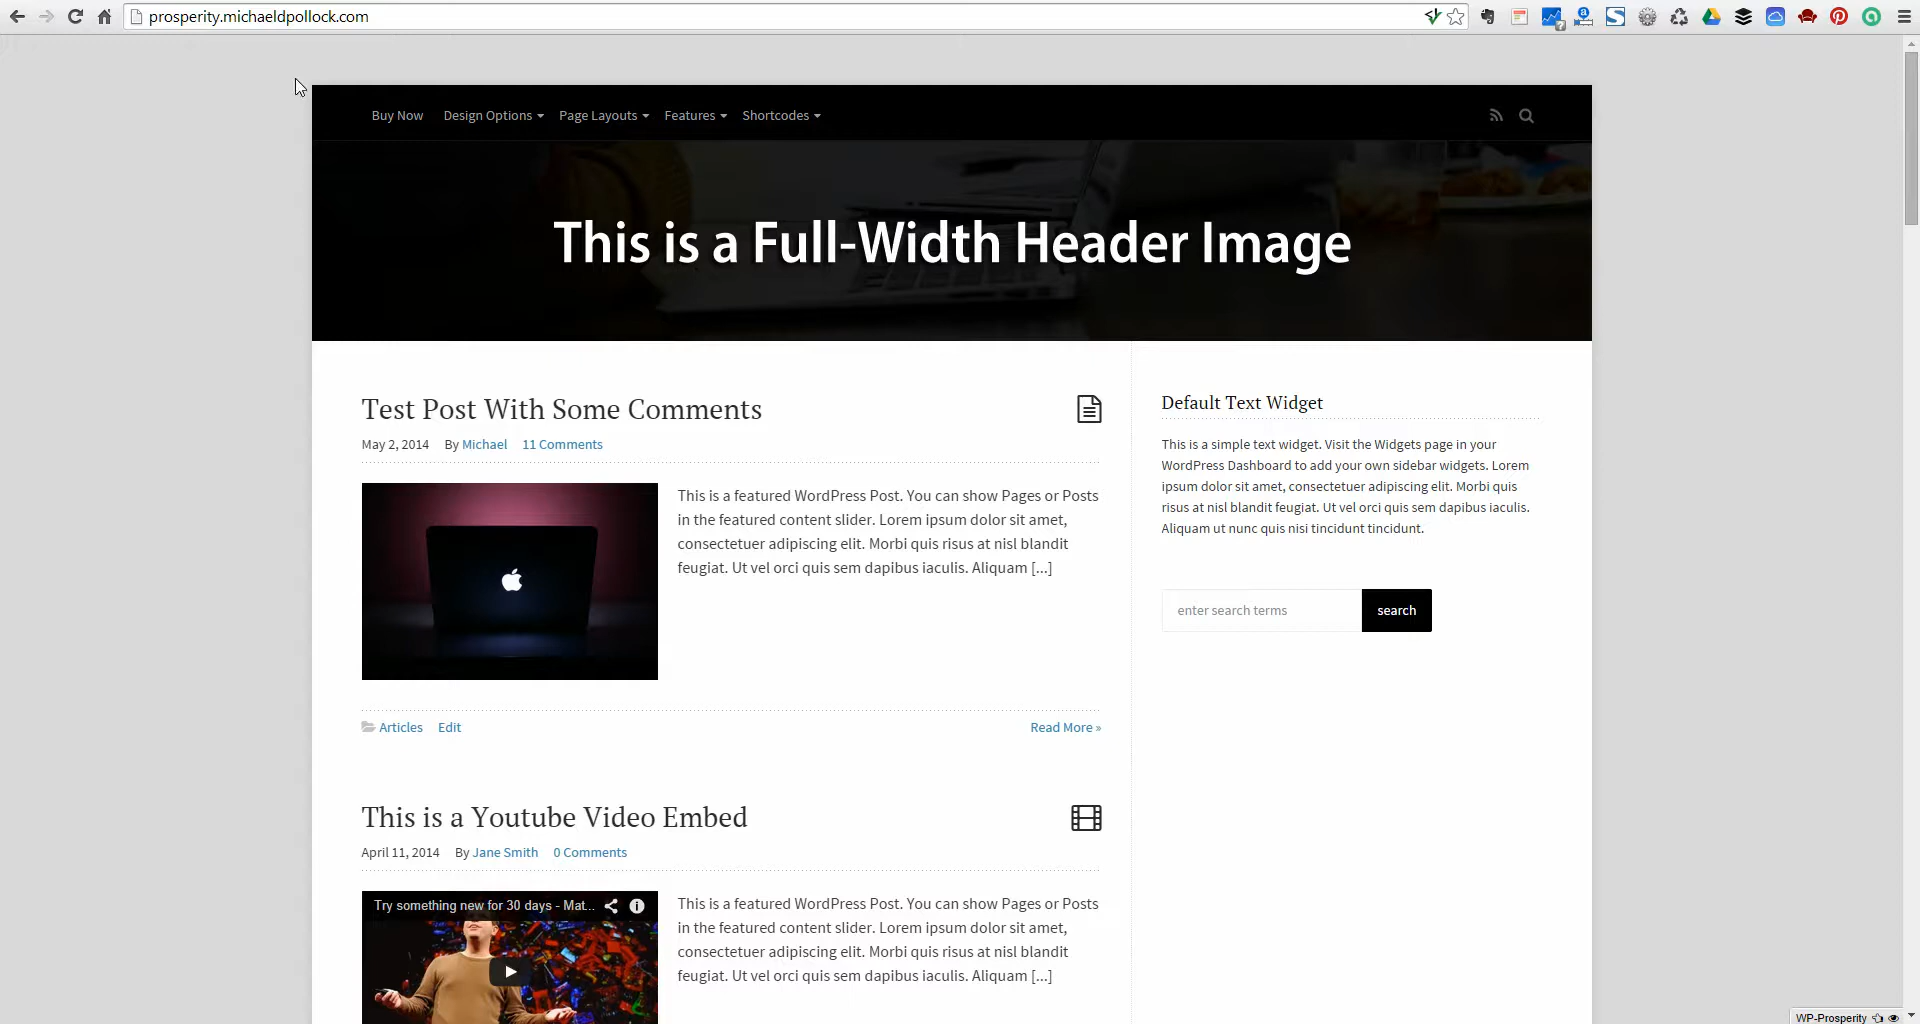 prosperity.michaeldpollock.com
Buy Now Design Options Page Layouts Features Shortcodes
This is a Full-Width Header Image
Test Post With Some Comments
May 2, 2014 By Michael 11 Comments
This is a featured WordPress Post. You can show Pages or Posts
in the featured content slider. Lorem ipsum dolor sit amet,
consectetuer adipiscing elit. Morbi quis risus at nisl blandit
feugiat. Ut vel orci quis sem dapibus iaculis. Aliquam [...]
Articles Edit Read More »
This is a Youtube Video Embed
April 11, 2014 By Jane Smith 0 Comments
Try something new for 30 days - Mat...
This is a featured WordPress Post. You can show Pages or Posts
in the featured content slider. Lorem ipsum dolor sit amet,
consectetuer adipiscing elit. Morbi quis risus at nisl blandit
feugiat. Ut vel orci quis sem dapibus iaculis. Aliquam [...]
Default Text Widget
This is a simple text widget. Visit the Widgets page in your
WordPress Dashboard to add your own sidebar widgets. Lorem
ipsum dolor sit amet, consectetuer adipiscing elit. Morbi quis
risus at nisl blandit feugiat. Ut vel orci quis sem dapibus iaculis.
Aliquam ut nunc quis nisi tincidunt tincidunt.
enter search terms search
WP-Prosperity